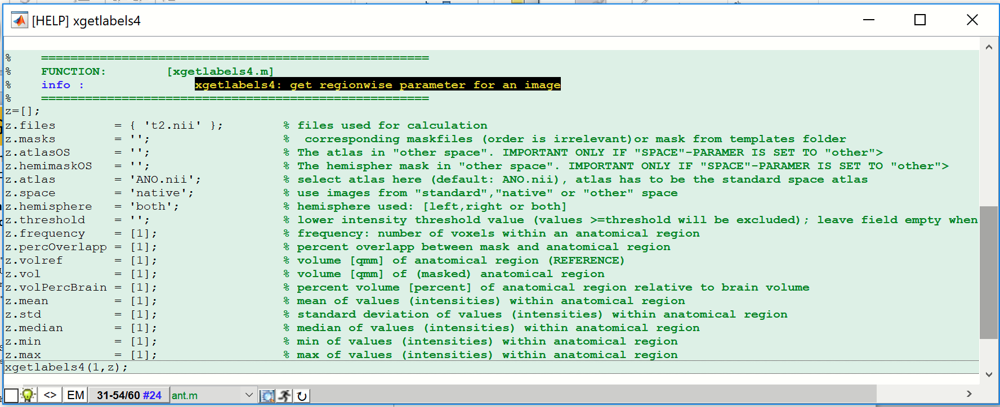 [HELP] xgetlabels4
% =====================================================
% FUNCTION: [xgetlabels4.m]
% info : xgetlabels4: get regionwise parameter for an image
% =====================================================
z=[];
z.files = { 't2.nii' }; % files used for calculation
z.masks = ''; % corresponding maskfiles (order is irrelevant)or mask from templates folder
z.atlasOS = ''; % The atlas in "other space". IMPORTANT ONLY IF "SPACE"-PARAMER IS SET TO "other">
z.hemimaskOS = ''; % The hemispher mask in "other space". IMPORTANT ONLY IF "SPACE"-PARAMER IS SET TO "other">
z.atlas = 'ANO.nii'; % select atlas here (default: ANO.nii), atlas has to be the standard space atlas
z.space = 'native'; % use images from "standard","native" or "other" space
z.hemisphere = 'both'; % hemisphere used: [left,right or both]
z.threshold = ''; % lower intensity threshold value (values >=threshold will be excluded); leave field empty when
z.frequency = [1]; % frequency: number of voxels within an anatomical region
z.percOverlapp = [1]; % percent overlapp between mask and anatomical region
z.volref = [1]; % volume [qmm] of anatomical region (REFERENCE)
z.vol = [1]; % volume [qmm] of (masked) anatomical region
z.volPercBrain = [1]; % percent volume [percent] of anatomical region relative to brain volume
z.mean = [1]; % mean of values (intensities) within anatomical region
z.std = [1]; % standard deviation of values (intensities) within anatomical region
z.median = [1]; % median of values (intensities) within anatomical region
z.min = [1]; % min of values (intensities) within anatomical region
z.max = [1]; % max of values (intensities) within anatomical region
xgetlabels4(1,z);
<> EM 31-54/60 #24 ant.m